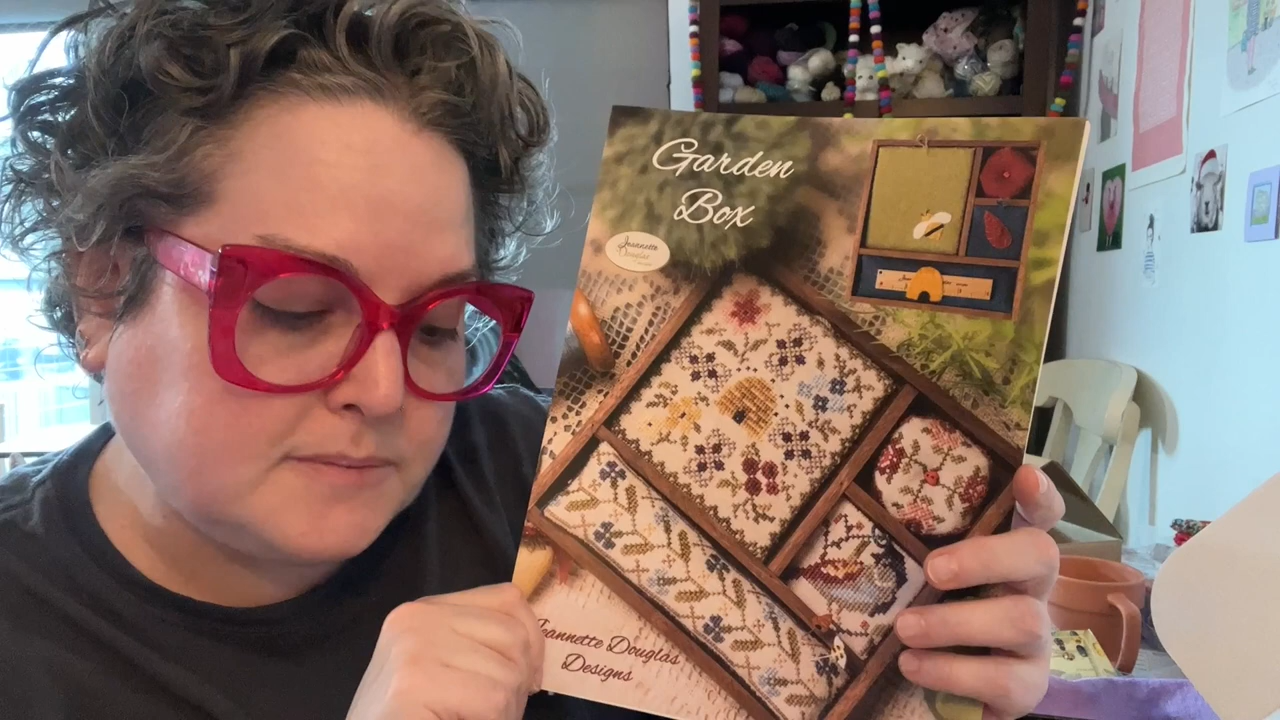 Garden
Box
Jeannette
Douglas
Jeannette Douglas
Designs